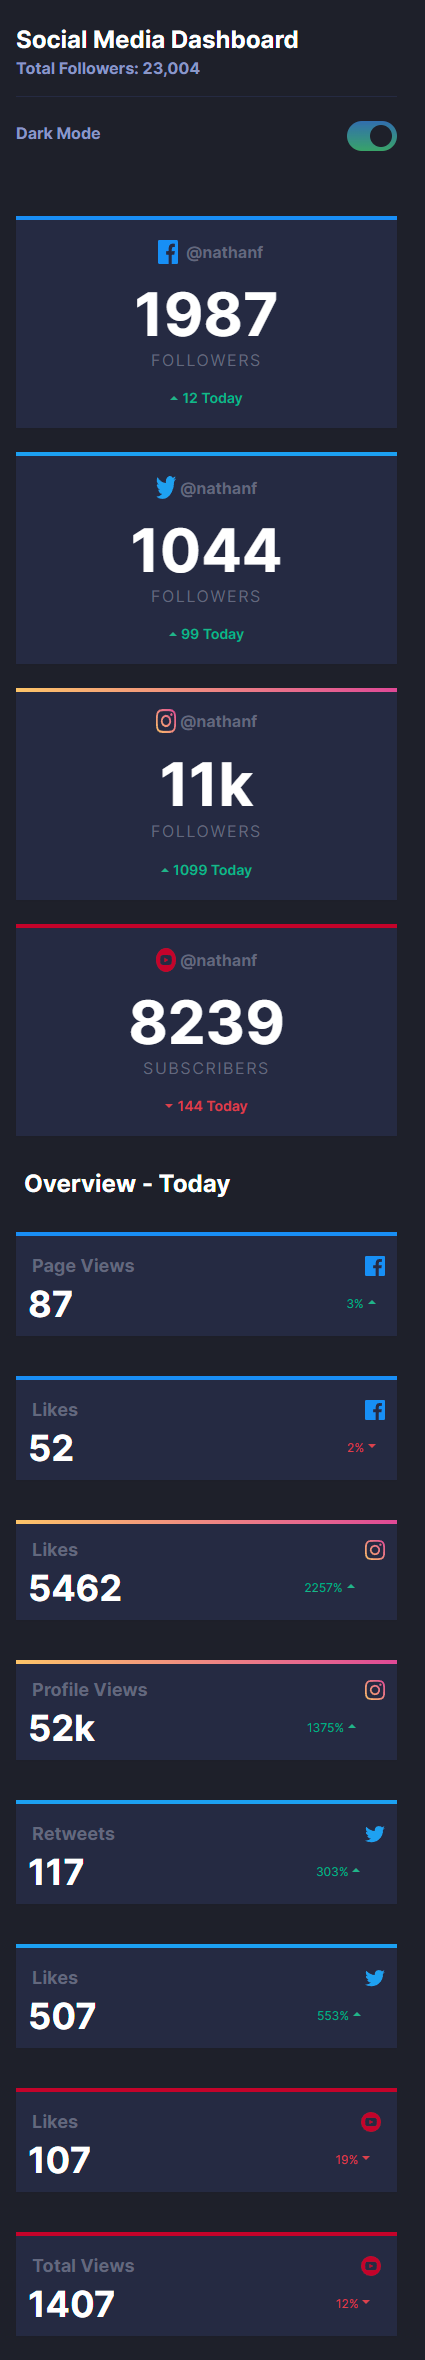 Social Media Dashboard
Total Followers: 23,004
Dark Mode
@nathanf
1987
FOLLOWERS
12 Today
@nathanf
1044
FOLLOWERS
99 Today
@nathanf
11k
FOLLOWERS
1099 Today
@nathanf
8239
SUBSCRIBERS
144 Today
Overview - Today
Page Views
87 3%
Likes
52 2%
Likes
5462 2257%
Profile Views
52k 1375%
Retweets
117 303%
Likes
507 553%
Likes
107 19%
Total Views
1407 12%